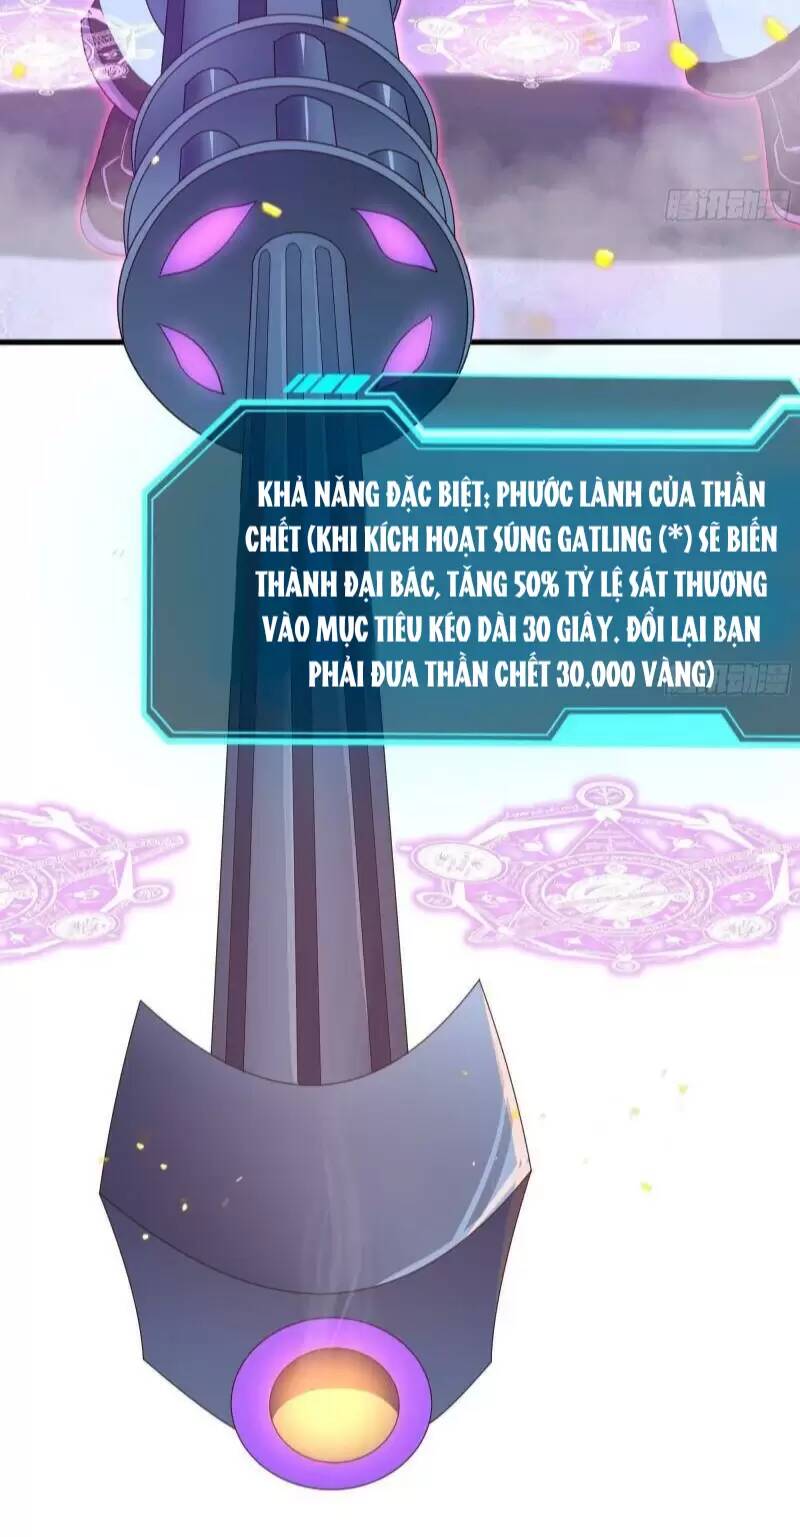 腾讯动漫
KHẢ NĂNG ĐẶC BIỆT: PHƯỚC LÀNH CỦA THẦN
CHẾT (KHI KÍCH HOẠT SÚNG GATLING (*) SẼ BIẾN
THÀNH ĐẠI BÁC, TĂNG 50% TỶ LỆ SÁT THƯƠNG
VÀO MỤC TIÊU KÉO DÀI 30 GIÂY. ĐỔI LẠI BẠN
PHẢI ĐƯA THẦN CHẾT 30.000 VÀNG)
腾讯动漫